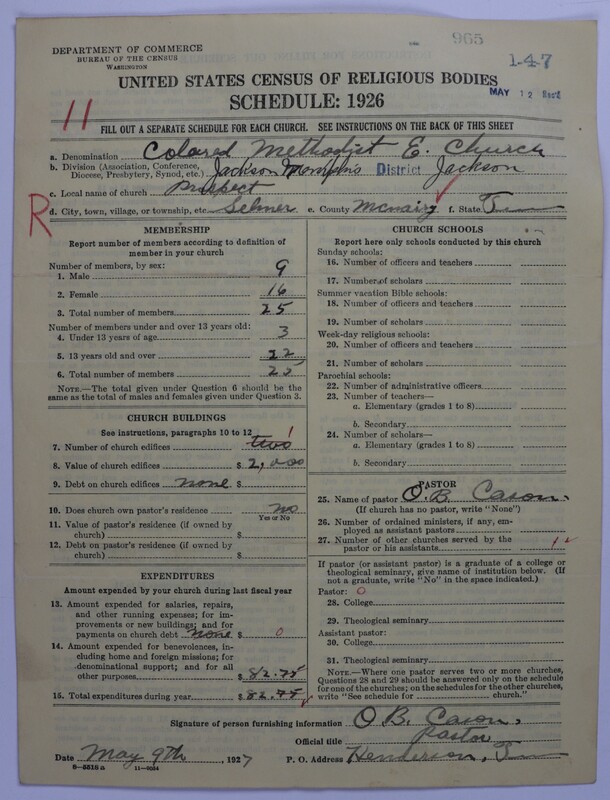 965
1-4-7
DEPARTMENT OF COMMERCE
BUREAU OF THE CENSUS
WASHINGTON
MAY 12 Rec'd
UNITED STATES CENSUS OF RELIGIOUS BODIES
SCHEDULE: 1926
11
FILL OUT A SEPARATE SCHEDULE FOR EACH CHURCH. SEE INSTRUCTIONS ON THE BACK OF THIS SHEET
a. Denomination Colored Methodist E. Church
b. Division (Association, Conference, Diocese, Presbytery, Synod, etc.) Jackson Memphis District Jackson
c. Local name of church Prospect
R
d. City, town, village, or township, etc. Selmer e. County McNairy f. State T
MEMBERSHIP
Report number of members according to definition of
member in your church
Number of members, by sex:
1. Male 9
2. Female 16
3. Total number of members 25
Number of members under and over 13 years old:
4. Under 13 years of age 3
5. 13 years old and over 22
6. Total number of members 25
NOTE.—The total given under Question 6 should be
same as the total of males and females given under Question 3.
CHURCH BUILDINGS
See instructions, paragraphs 10 to 12
7. Number of church edifices two 1
8. Value of church edifices $ 2,000
9. Debt on church edifices none $
10. Does church own pastor's residence no
Yes or No
11. Value of pastor's residence (if owned by
church) $
12. Debt on pastor's residence (if owned by
church) $
EXPENDITURES
Amount expended by your church during last fiscal year
13. Amount expended for salaries, repairs,
and other running expenses; for im-
provements or new buildings; and for
payments on church debt none $ 0
14. Amount expended for benevolences, in-
cluding home and foreign missions; for
denominational support; and for all
other purposes $ 82.75
15. Total expenditures during year $ 82.75
CHURCH SCHOOLS
Report here only schools conducted by this church
Sunday schools:
16. Number of officers and teachers
17. Number of scholars
Summer vacation Bible schools:
18. Number of officers and teachers
19. Number of scholars
Week-day religious schools:
20. Number of officers and teachers
21. Number of scholars
Parochial schools:
22. Number of administrative officers
23. Number of teachers—
a. Elementary (grades 1 to 8)
b. Secondary
24. Number of scholars—
a. Elementary (grades 1 to 8)
b. Secondary
PASTOR
25. Name of pastor O. B. Cason.
(If church has no pastor, write "None")
26. Number of ordained ministers, if any, em-
ployed as assistant pastors
27. Number of other churches served by the
pastor or his assistants 1
If pastor (or assistant pastor) is a graduate of a college or
theological seminary, give name of institution below. (If
not a graduate, write "No" in the space indicated.)
Pastor: O
28. College
29. Theological seminary
Assistant pastor:
30. College
31. Theological seminary
NOTE.—Where one pastor serves two or more churches,
Questions 28 and 29 should be answered only on the schedule
for one of the churches; on the schedules for the other churches,
write "See schedule for church."
Signature of person furnishing information O B. Cason,
Official title Pastor
Date May 9th, 1927 P. O. Address Henderson, T
8—5518 a 11—9034